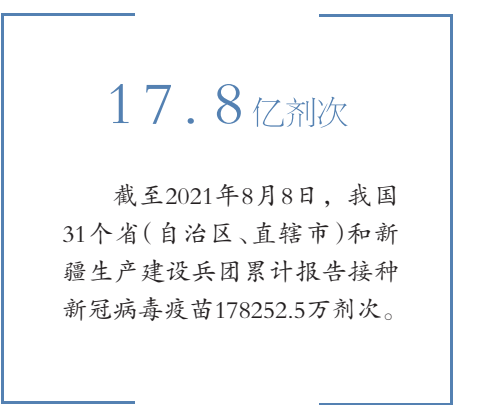 17.8亿剂次
截至2021年8月8日，我国
31个省（自治区、直辖市）和新
疆生产建设兵团累计报告接种
新冠病毒疫苗178252.5万剂次。